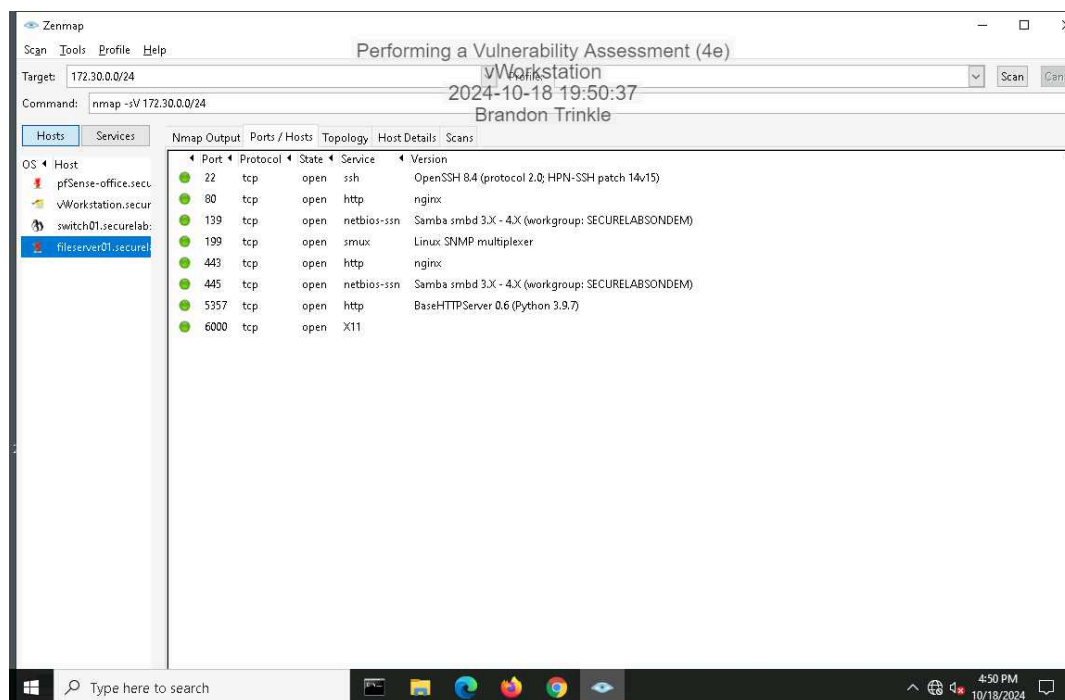 Zenmap
Scan Tools Profile Help
Performing a Vulnerability Assessment (4e)
vWorkstation
2024-10-18 19:50:37
Brandon Trinkle
Target: 172.30.0.0/24 Profile: Scan
Command: nmap -sV 172.30.0.0/24
Hosts Services
Nmap Output Ports / Hosts Topology Host Details Scans
OS Host
pfSense-office.secu
vWorkstation.secur
switch01.securelab
fileserver01.securel
Port Protocol State Service Version
22 tcp open ssh OpenSSH 8.4 (protocol 2.0; HPN-SSH patch 14v15)
80 tcp open http nginx
139 tcp open netbios-ssn Samba smbd 3.X - 4.X (workgroup: SECURELABSONDEM)
199 tcp open smux Linux SNMP multiplexer
443 tcp open http nginx
445 tcp open netbios-ssn Samba smbd 3.X - 4.X (workgroup: SECURELABSONDEM)
5357 tcp open http BaseHTTPServer 0.6 (Python 3.9.7)
6000 tcp open X11
Type here to search
4:50 PM
10/18/2024